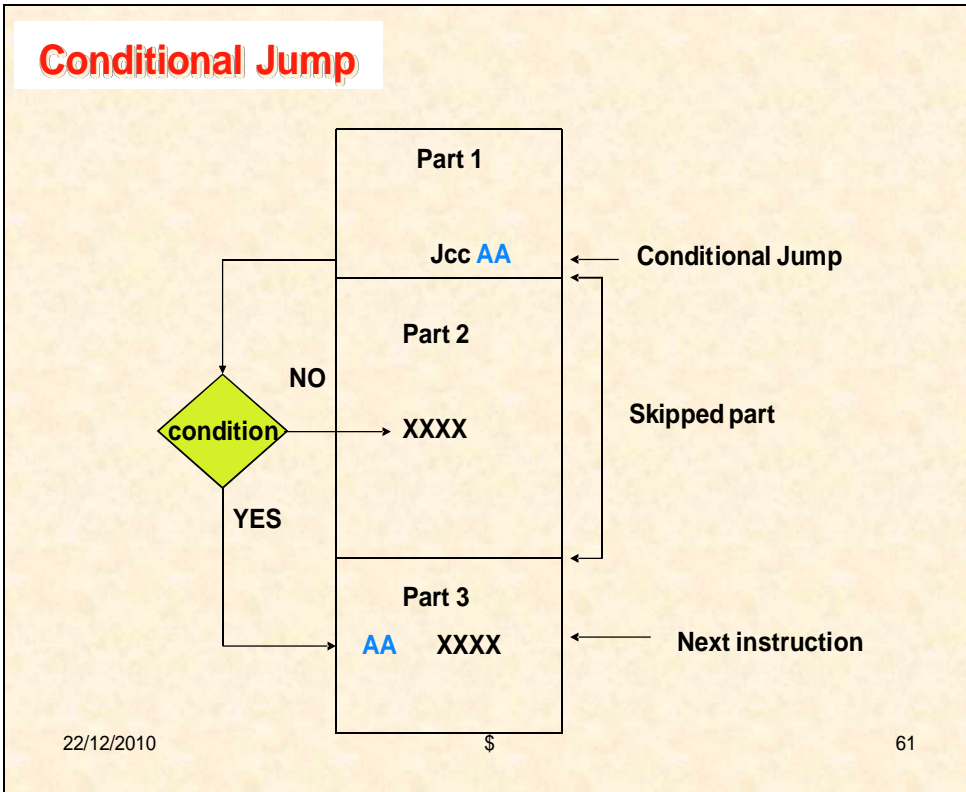 Conditional Jump
Part 1
Jcc AA
Conditional Jump
Part 2
NO
Skipped part
condition
XXXX
YES
Part 3
AA XXXX
Next instruction
22/12/2010
$
61